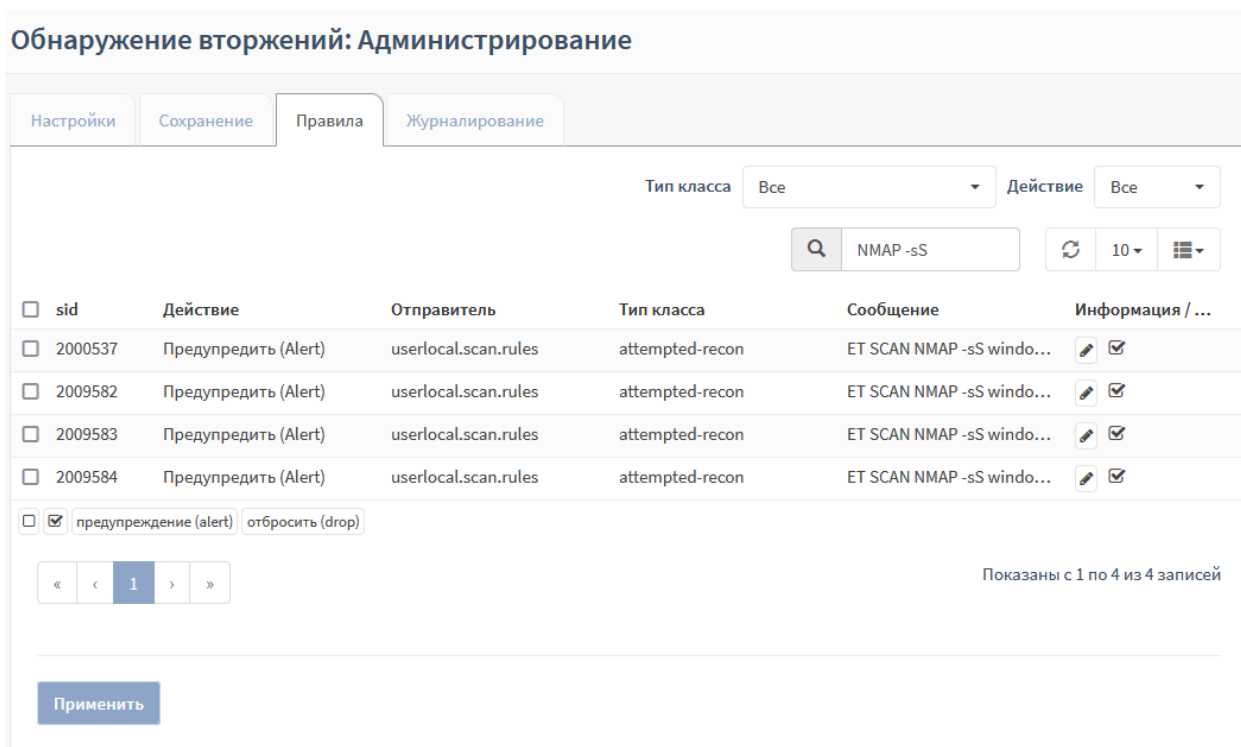 Обнаружение вторжений: Администрирование
Настройки Сохранение Правила Журналирование
Тип класса Все Действие Все
NMAP -sS 10
sid Действие Отправитель Тип класса Сообщение Информация / ...
2000537 Предупредить (Alert) userlocal.scan.rules attempted-recon ET SCAN NMAP -sS windo...
2009582 Предупредить (Alert) userlocal.scan.rules attempted-recon ET SCAN NMAP -sS windo...
2009583 Предупредить (Alert) userlocal.scan.rules attempted-recon ET SCAN NMAP -sS windo...
2009584 Предупредить (Alert) userlocal.scan.rules attempted-recon ET SCAN NMAP -sS windo...
предупреждение (alert) отбросить (drop)
« ‹ 1 › » Показаны с 1 по 4 из 4 записей
Применить